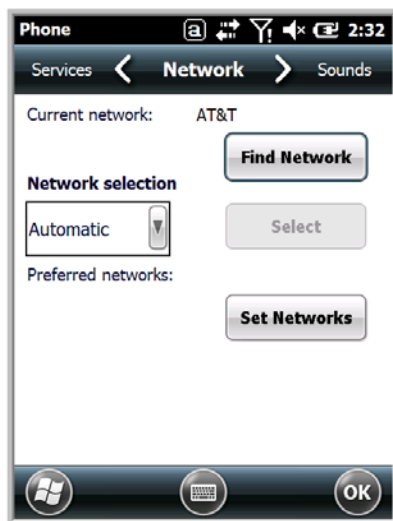 Phone a 2:32
Services Network Sounds
Current network: AT&T
Find Network
Network selection
Automatic
Select
Preferred networks:
Set Networks
OK